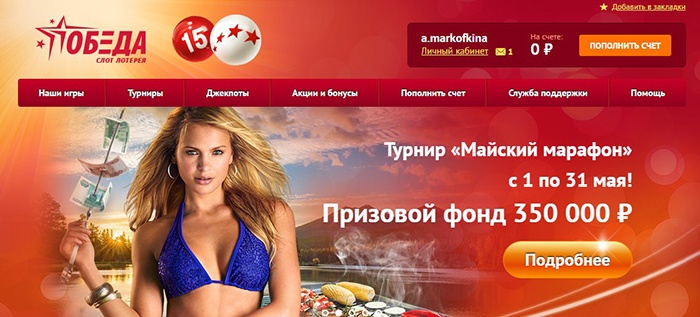 Добавить в закладки
ПОБЕДА
СЛОТ ЛОТЕРЕЯ
15
a.markofkina
Личный кабинет 1
На счете:
0 ₽
ПОПОЛНИТЬ СЧЕТ
Наши игры
Турниры
Джекпоты
Акции и бонусы
Пополнить счет
Служба поддержки
Помощь
Турнир «Майский марафон»
с 1 по 31 мая!
Призовой фонд 350 000 ₽
Подробнее